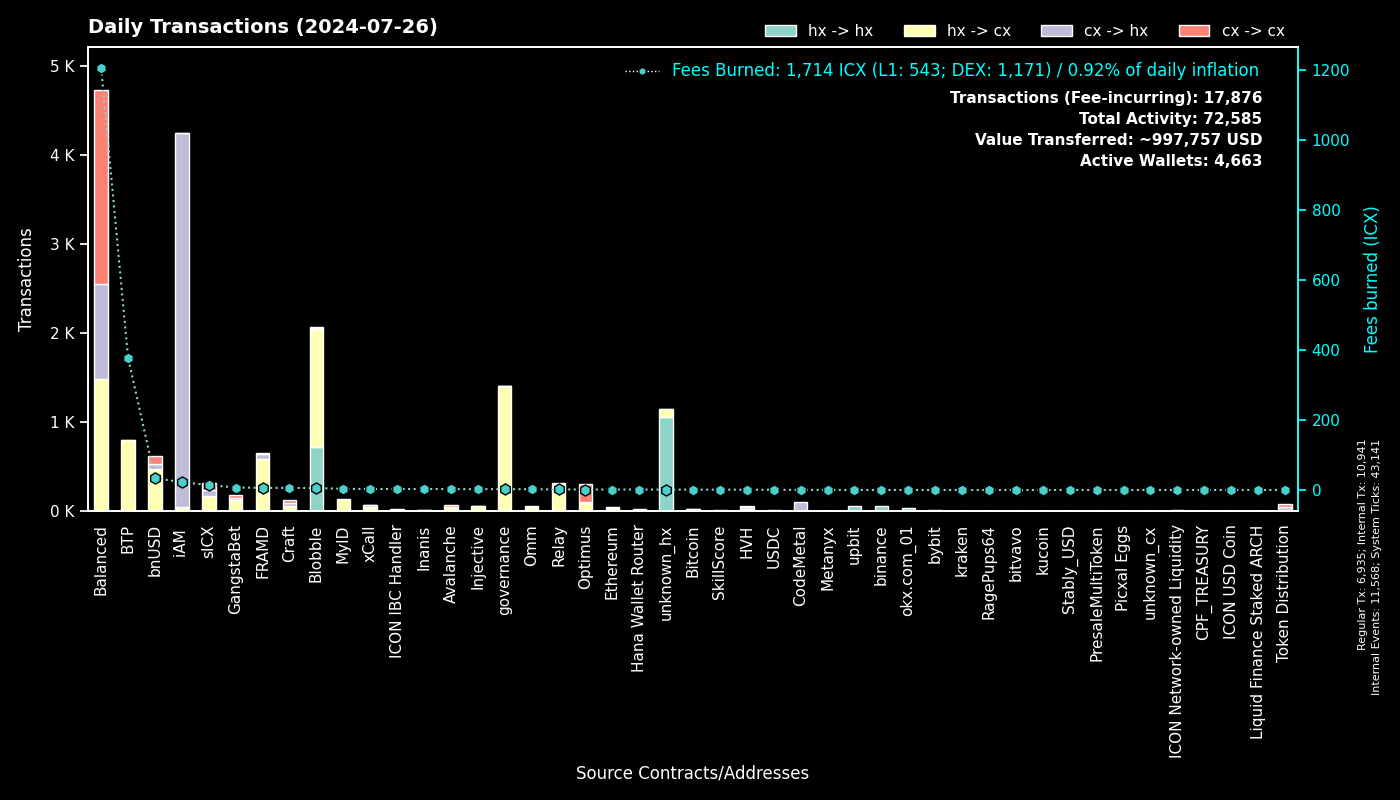 Daily Transactions (2024-07-26)
hx -> hx
hx -> cx
cx -> hx
cx -> cx
Fees Burned: 1,714 ICX (L1: 543; DEX: 1,171) / 0.92% of daily inflation
Transactions (Fee-incurring): 17,876
Total Activity: 72,585
Value Transferred: ~997,757 USD
Active Wallets: 4,663
Transactions
5 K
4 K
3 K
2 K
1 K
0 K
1200
1000
800
600
400
200
0
Fees burned (ICX)
Regular Tx: 6,935; Internal Tx: 10,941
Internal Events: 11,568; System Ticks: 43,141
Balanced
BTP
bnUSD
iAM
sICX
GangstaBet
FRAMD
Craft
Blobble
MyID
xCall
ICON IBC Handler
Inanis
Avalanche
Injective
governance
Omm
Relay
Optimus
Ethereum
Hana Wallet Router
unknown_hx
Bitcoin
SkillScore
HVH
USDC
CodeMetal
Metanyx
upbit
binance
okx.com_01
bybit
kraken
RagePups64
bitvavo
kucoin
Stably_USD
PresaleMultiToken
Picxal Eggs
unknown_cx
ICON Network-owned Liquidity
CPF_TREASURY
ICON USD Coin
Liquid Finance Staked ARCH
Token Distribution
Source Contracts/Addresses